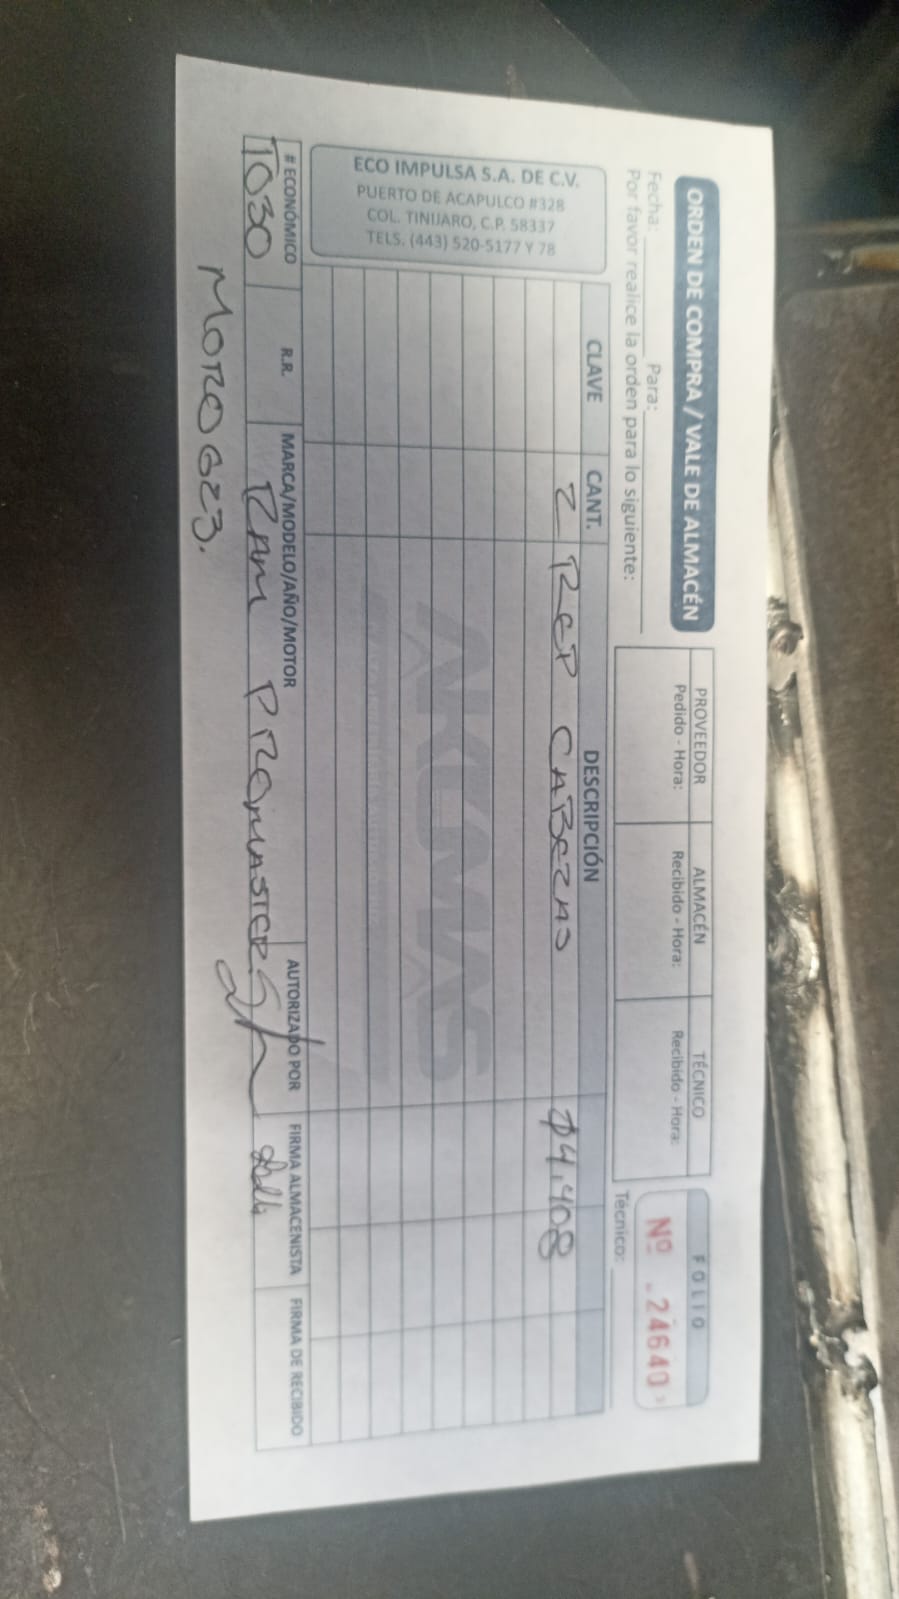 ORDEN DE COMPRA / VALE DE ALMACÉN
Fecha: Para:
Por favor realice la orden para lo siguiente:
PROVEEDOR ALMACÉN TÉCNICO
Pedido - Hora: Recibido - Hora: Recibido - Hora:
FOLIO
Nº 24640
Técnico:
CLAVE CANT. DESCRIPCIÓN
2 REP CABEZAS $4,408
AKUMAS
ECO IMPULSA S.A. DE C.V.
PUERTO DE ACAPULCO #328
COL. TINIJARO, C.P. 58337
TELS. (443) 520-5177 Y 78
# ECONÓMICO R.R. MARCA/MODELO/AÑO/MOTOR AUTORIZADO POR FIRMA ALMACENISTA FIRMA DE RECIBIDO
T030 RAM PROMASTER